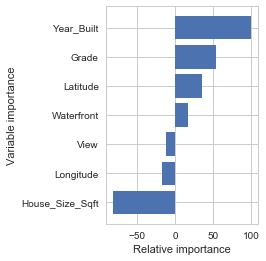 Variable importance
Year_Built
Grade
Latitude
Waterfront
View
Longitude
House_Size_Sqft
−50 0 50 100
Relative importance